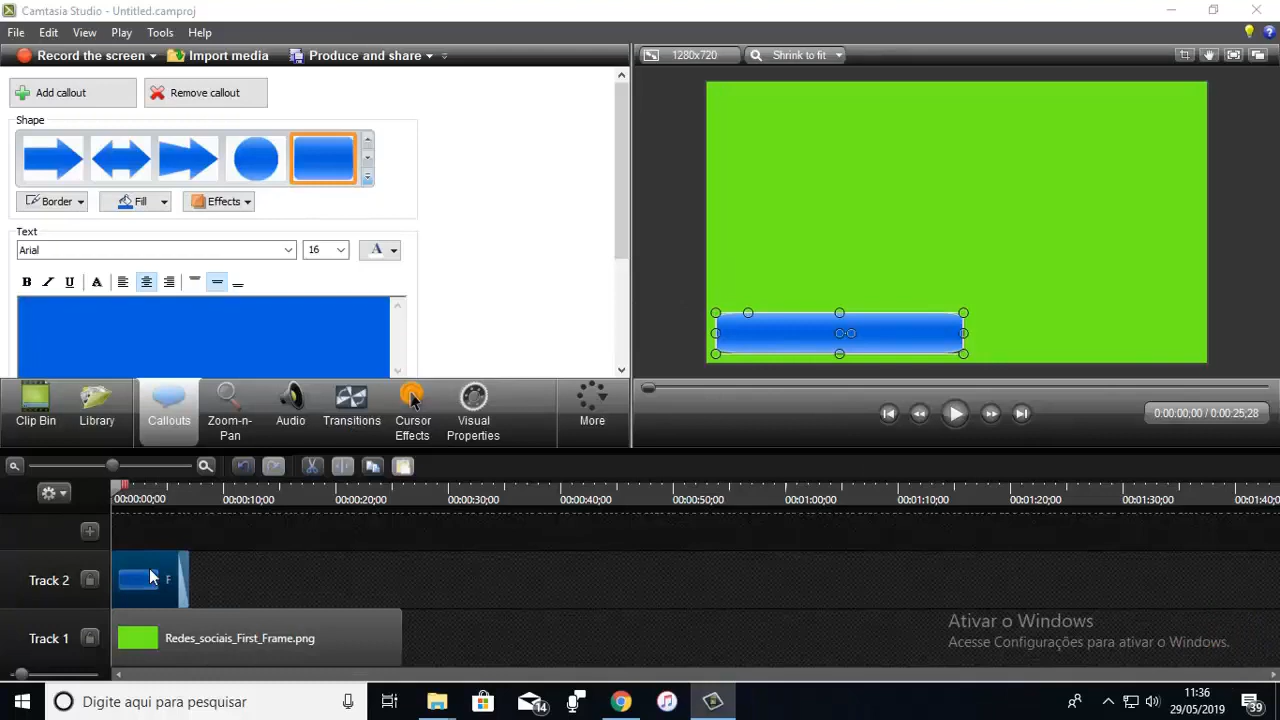 Camtasia Studio - Untitled.camproj
File Edit View Play Tools Help
Record the screen Import media Produce and share
1280x720 Shrink to fit
Add callout Remove callout
Shape
Border Fill Effects
Text
Arial 16 A
B I U A
Clip Bin Library Callouts Zoom-n-Pan Audio Transitions Cursor Effects Visual Properties More
0:00:00;00 / 0:00:25,28
00:00:00;00 00:00:10;00 00:00:20;00 00:00:30;00 00:00:40;00 00:00:50;00 00:01:00;00 00:01:10;00 00:01:20;00 00:01:30;00 00:01:40;00
Track 2 F
Track 1 Redes_sociais_First_Frame.png
Ativar o Windows
Acesse Configurações para ativar o Windows.
Digite aqui para pesquisar 14 11:36
29/05/2019 39